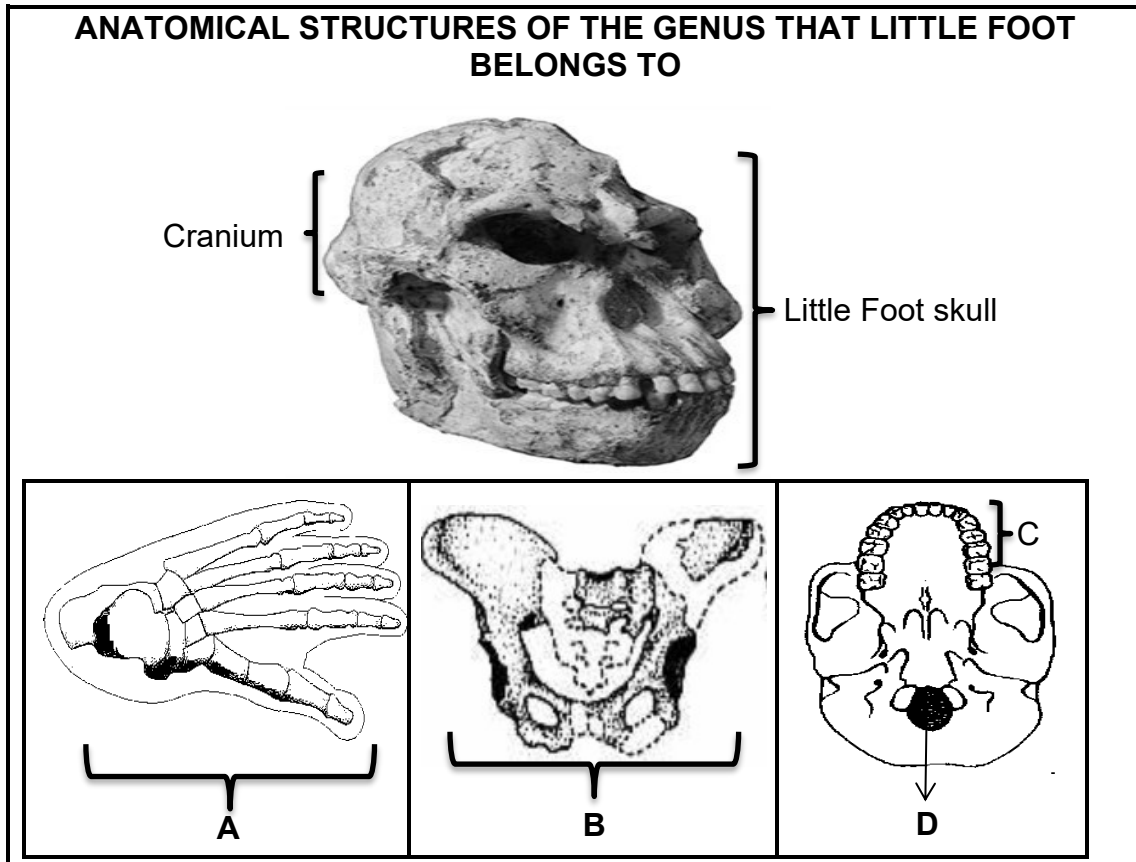 ANATOMICAL STRUCTURES OF THE GENUS THAT LITTLE FOOT
BELONGS TO
Cranium
Little Foot skull
C
A
B
D